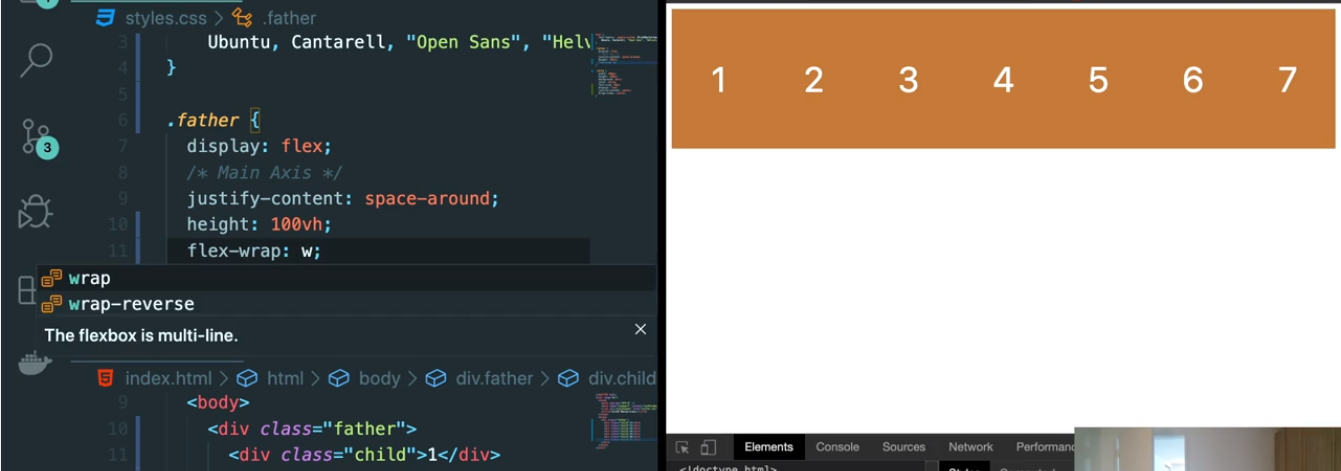 styles.css > .father
3 Ubuntu, Cantarell, "Open Sans", "Helv
4 }
5
6 .father {
7 display: flex;
8 /* Main Axis */
9 justify-content: space-around;
10 height: 100vh;
11 flex-wrap: w;
wrap
wrap-reverse
The flexbox is multi-line.
3
index.html > html > body > div.father > div.child
9 <body>
10 <div class="father">
11 <div class="child">1</div>
1 2 3 4 5 6 7
Elements Console Sources Network Performanc
<!doctype html>